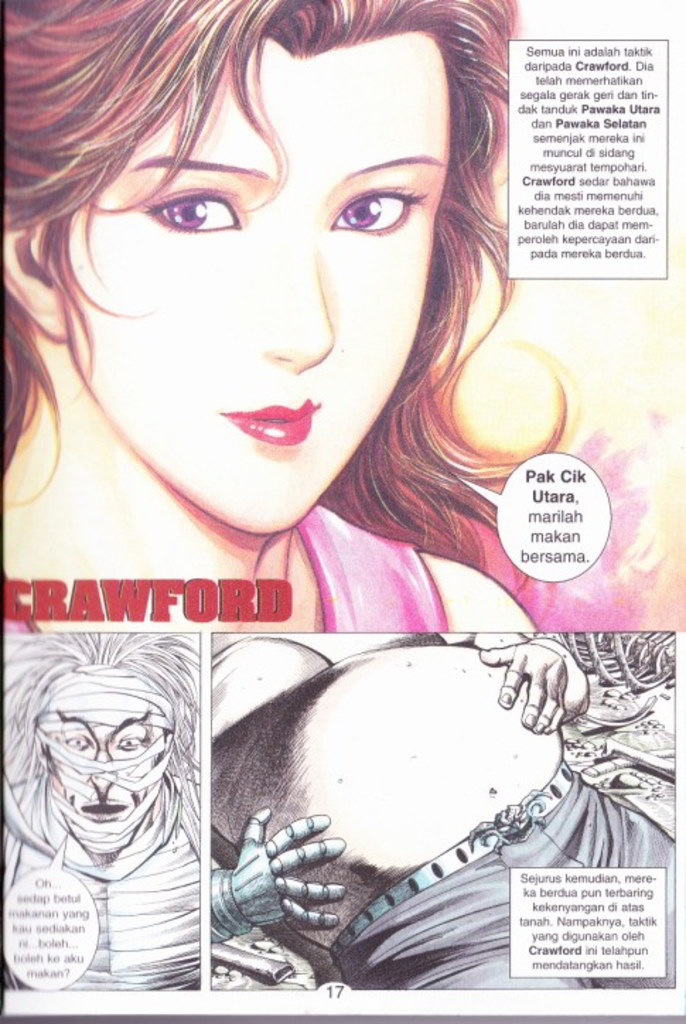 Semua ini adalah taktik
daripada Crawford. Dia
telah memerhatikan
segala gerak geri dan tin-
dak tanduk Pawaka Utara
dan Pawaka Selatan
semenjak mereka ini
muncul di sidang
mesyuarat tempohari.
Crawford sedar bahawa
dia mesti memenuhi
kehendak mereka berdua,
barulah dia dapat mem-
peroleh kepercayaan dari-
pada mereka berdua.
Pak Cik
Utara,
marilah
makan
bersama.
CRAWFORD
Oh...
sedap betul
makanan yang
kau sediakan
ni...boleh...
boleh ke aku
makan?
Sejurus kemudian, mere-
ka berdua pun terbaring
kekenyangan di atas
tanah. Nampaknya, taktik
yang digunakan oleh
Crawford ini telahpun
mendatangkan hasil.
17